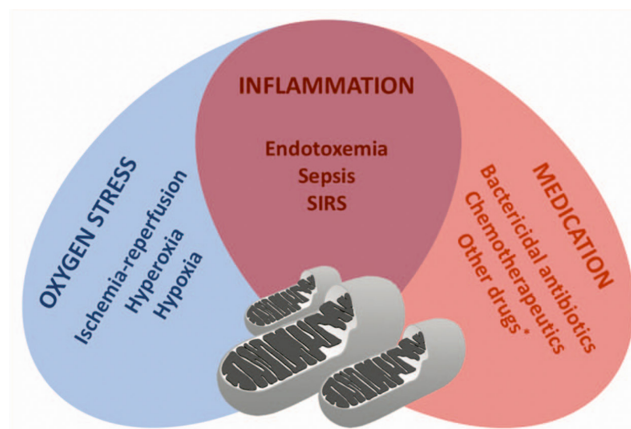 INFLAMMATION
Endotoxemia
Sepsis
SIRS
OXYGEN STRESS
Ischemia-reperfusion
Hyperoxia
Hypoxia
MEDICATION
Bactericidal antibiotics
Chemotherapeutics
Other drugs*